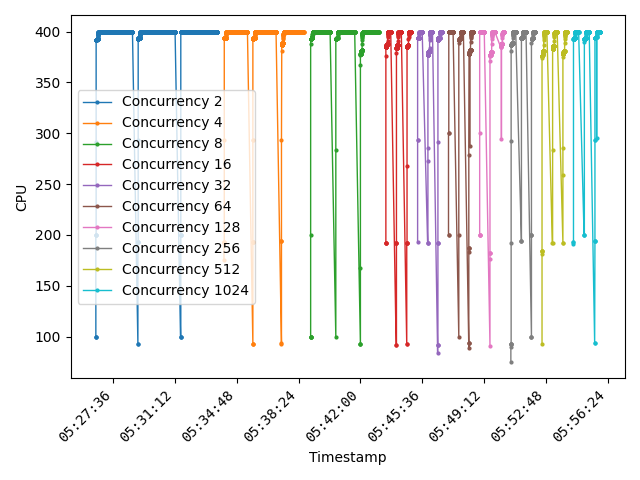 400
350
300
250
200
150
100
CPU
Concurrency 2
Concurrency 4
Concurrency 8
Concurrency 16
Concurrency 32
Concurrency 64
Concurrency 128
Concurrency 256
Concurrency 512
Concurrency 1024
05:27:36
05:31:12
05:34:48
05:38:24
05:42:00
05:45:36
05:49:12
05:52:48
05:56:24
Timestamp